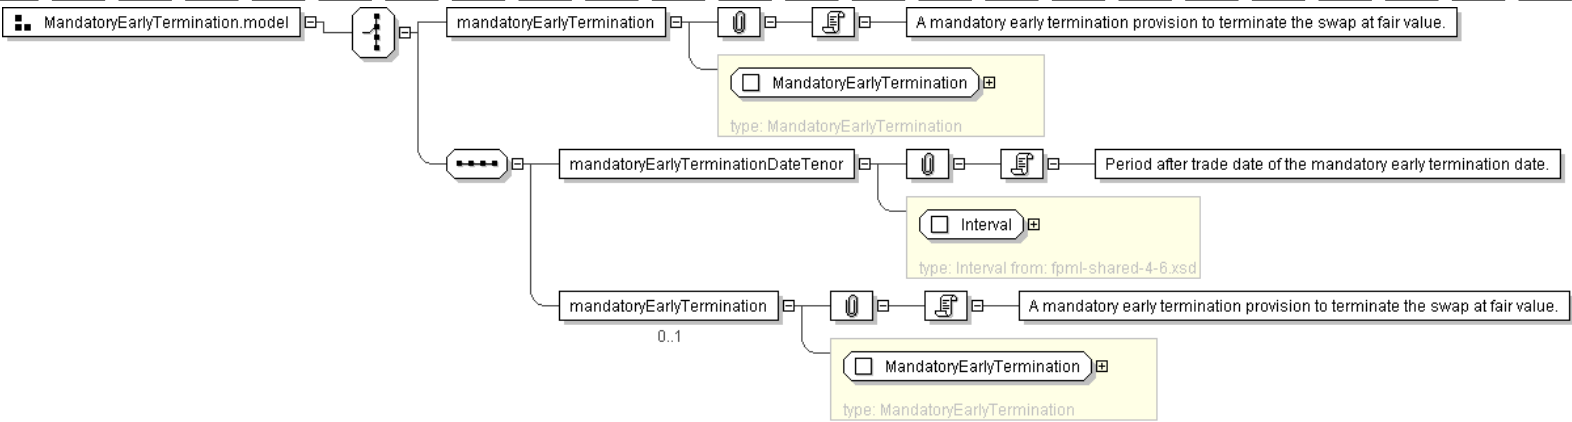 MandatoryEarlyTermination.model
mandatoryEarlyTermination
A mandatory early termination provision to terminate the swap at fair value.
MandatoryEarlyTermination
type: MandatoryEarlyTermination
mandatoryEarlyTerminationDateTenor
Period after trade date of the mandatory early termination date.
Interval
type: Interval from: fpml-shared-4-6.xsd
mandatoryEarlyTermination
A mandatory early termination provision to terminate the swap at fair value.
0..1
MandatoryEarlyTermination
type: MandatoryEarlyTermination